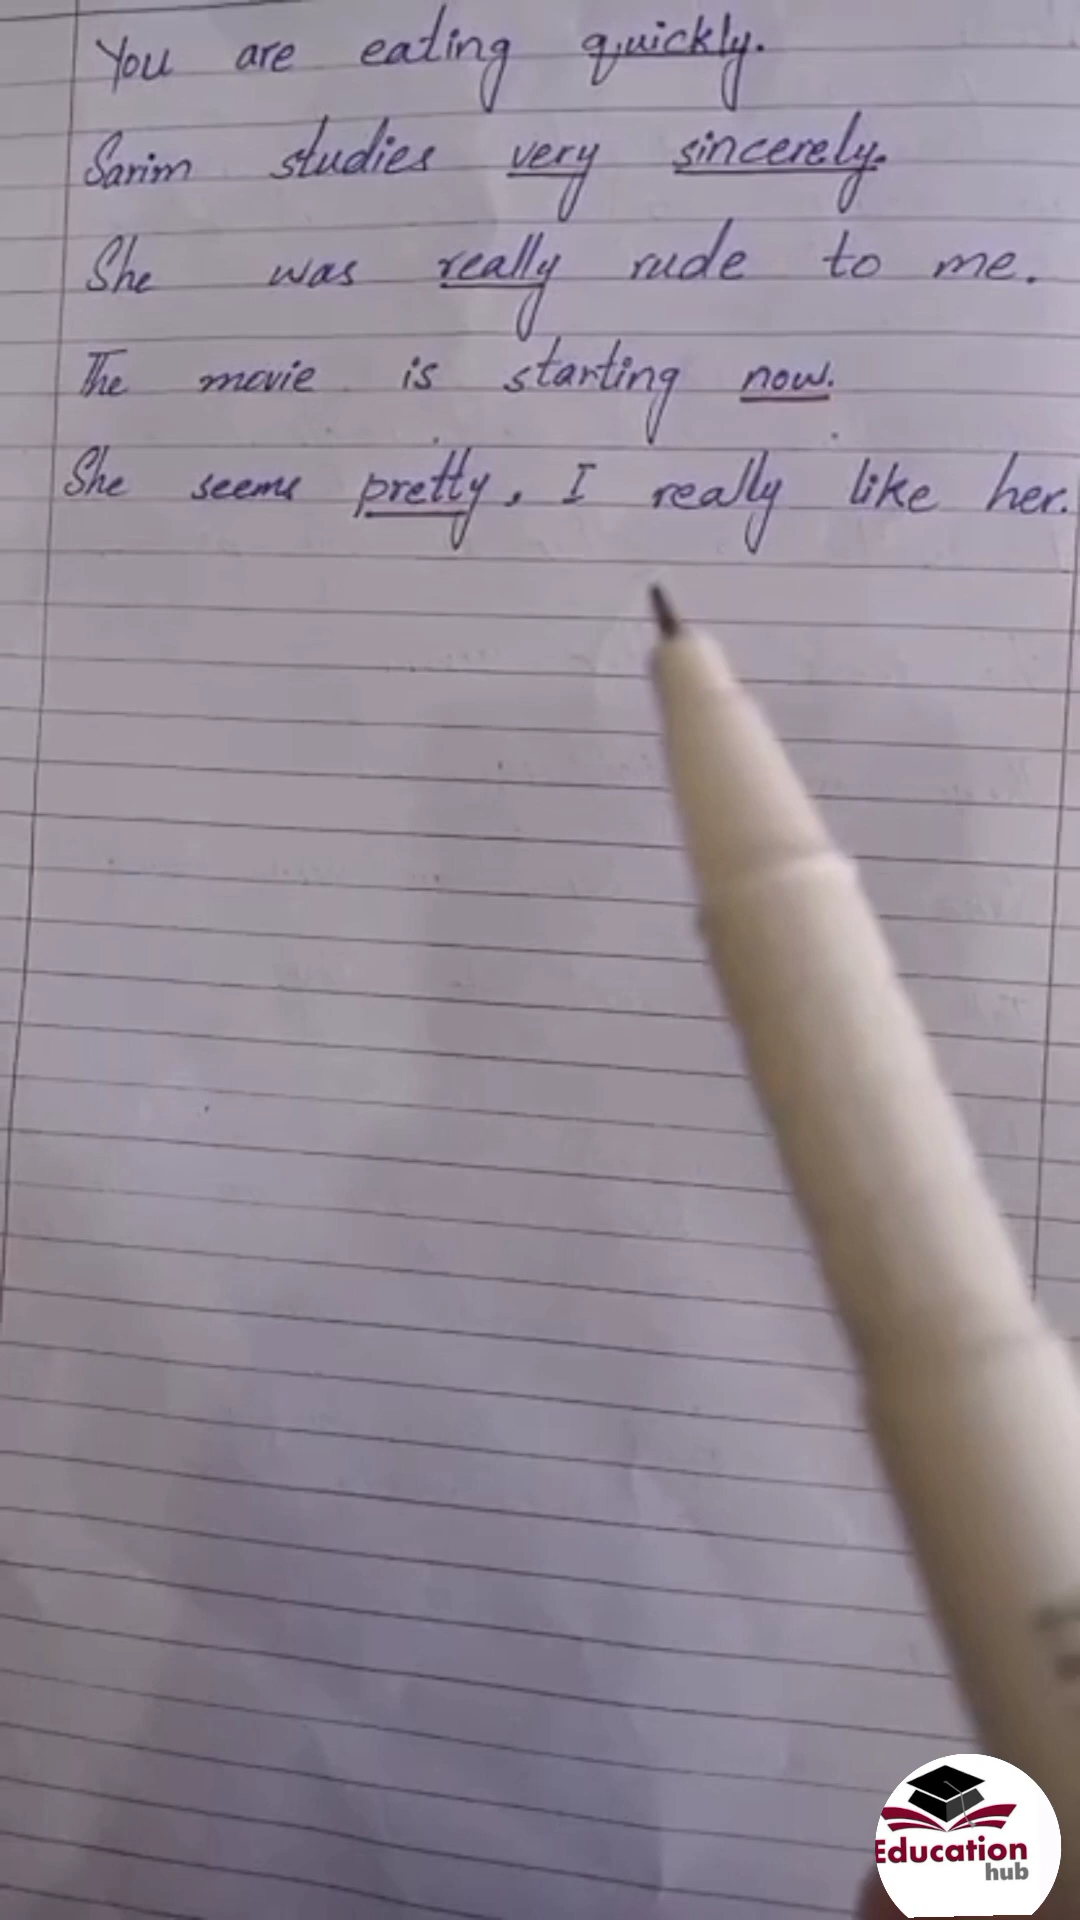 You are eating quickly.
Sarim studies very sincerely.
She was really rude to me.
The movie is starting now.
She seems pretty, I really like her.
Education
hub